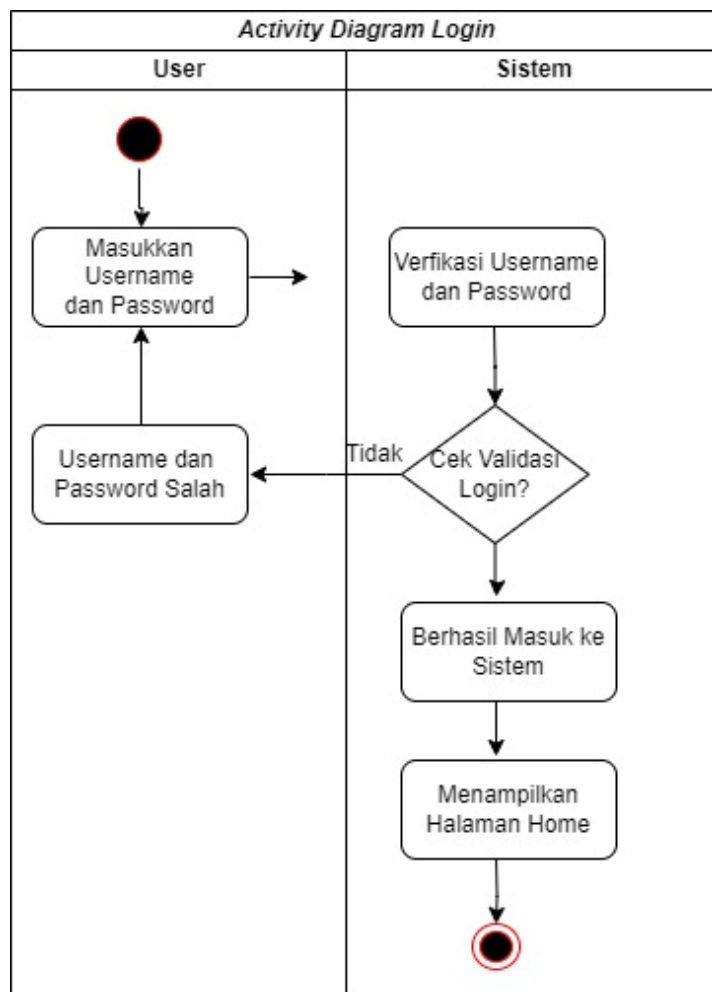 Activity Diagram Login
User
Sistem
Masukkan
Username
dan Password
Verfikasi Username
dan Password
Username dan
Password Salah
Tidak
Cek Validasi
Login?
Berhasil Masuk ke
Sistem
Menampilkan
Halaman Home